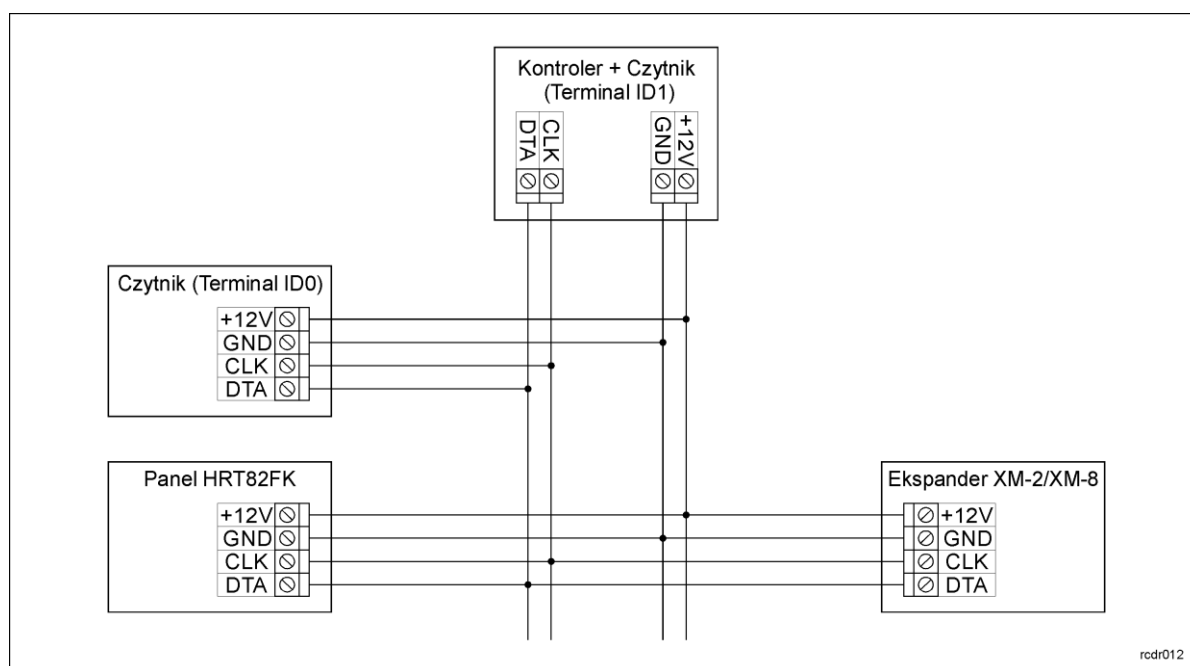 Kontroler + Czytnik
(Terminal ID1)
DTA
CLK
GND
+12V
Czytnik (Terminal ID0)
+12V
GND
CLK
DTA
Panel HRT82FK
+12V
GND
CLK
DTA
Ekspander XM-2/XM-8
+12V
GND
CLK
DTA
rcdr012